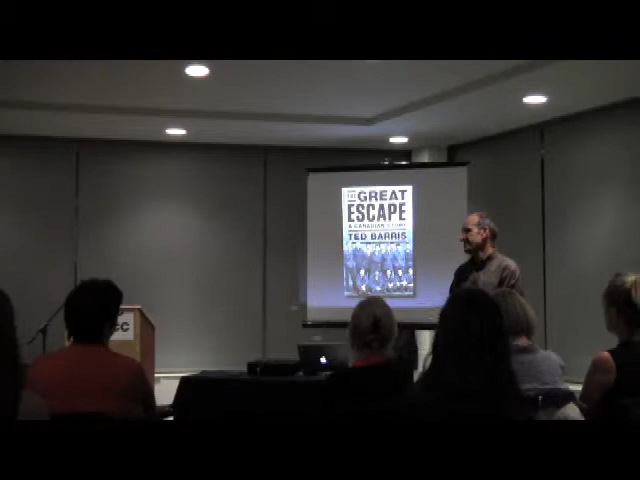 THE GREAT
ESCAPE
A CANADIAN STORY
TED BARRIS
CC